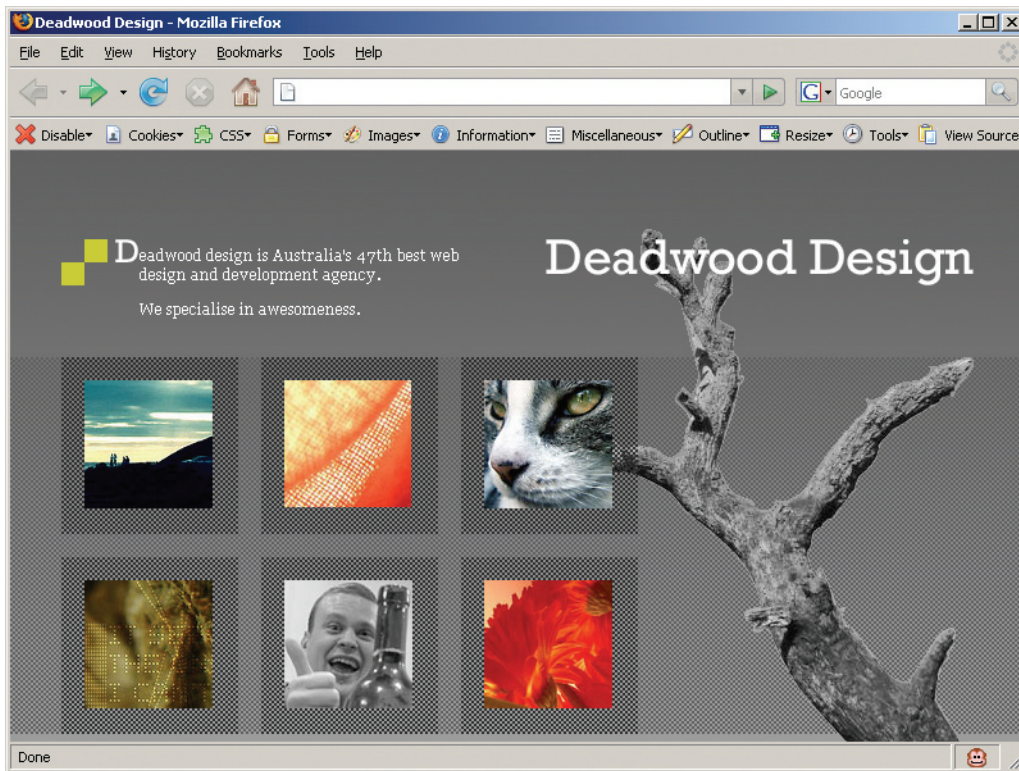 Deadwood Design - Mozilla Firefox
File Edit View History Bookmarks Tools Help
G Google
Disable Cookies CSS Forms Images Information Miscellaneous Outline Resize Tools View Source
Deadwood design is Australia's 47th best web
design and development agency.
We specialise in awesomeness.
Deadwood Design
Done